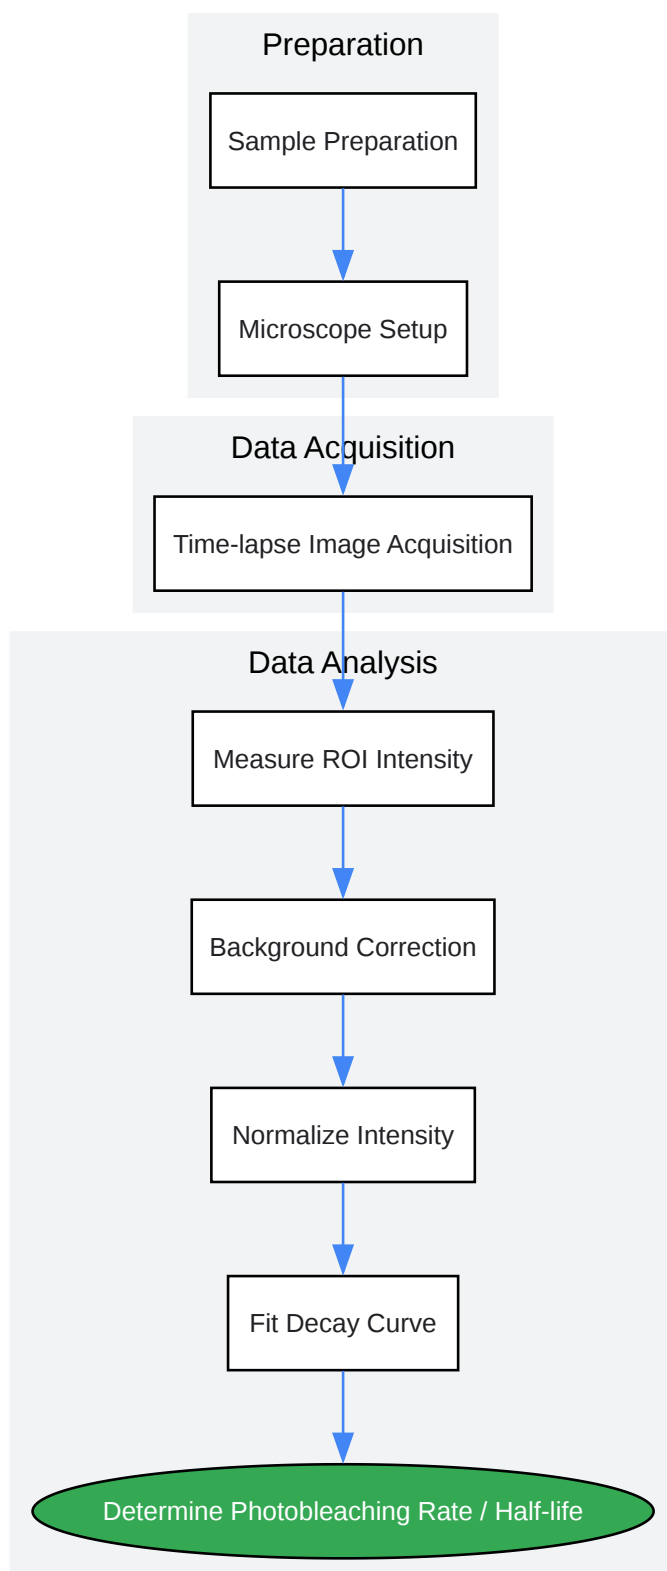 Preparation
Sample Preparation
Microscope Setup
Data Acquisition
Time-lapse Image Acquisition
Data Analysis
Measure ROI Intensity
Background Correction
Normalize Intensity
Fit Decay Curve
Determine Photobleaching Rate / Half-life